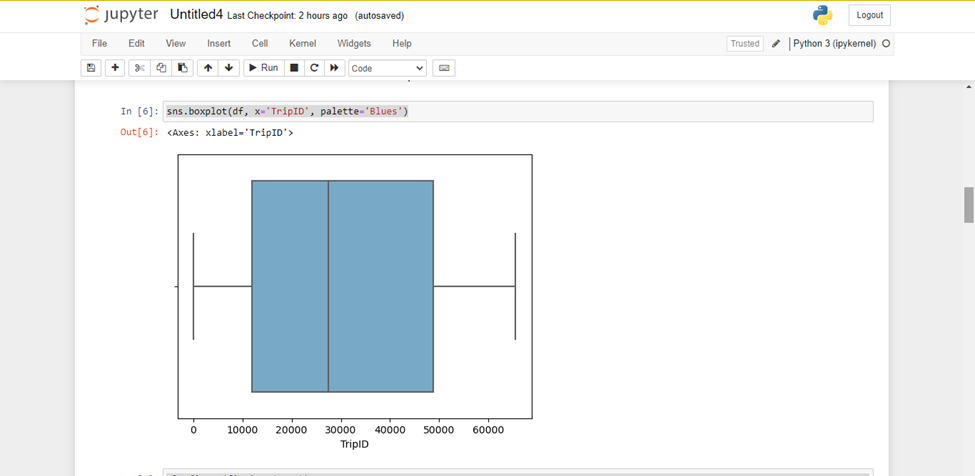 jupyter Untitled4 Last Checkpoint: 2 hours ago (autosaved)
Logout
File Edit View Insert Cell Kernel Widgets Help
Trusted Python 3 (ipykernel)
Run Code
In [6]: sns.boxplot(df, x='TripID', palette='Blues')
Out[6]: <Axes: xlabel='TripID'>
0 10000 20000 30000 40000 50000 60000
TripID